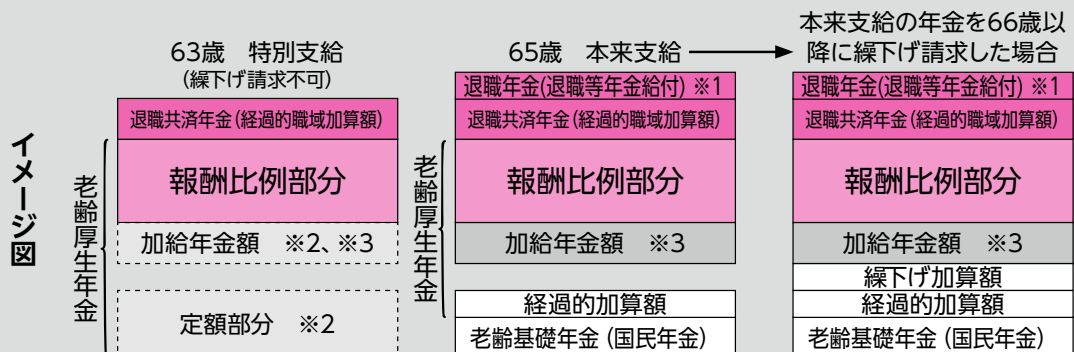 イメージ図
63歳 特別支給
(繰下げ請求不可)
退職共済年金(経過的職域加算額)
老齢厚生年金
報酬比例部分
加給年金額 ※2、※3
定額部分 ※2
65歳 本来支給
退職年金(退職等年金給付) ※1
退職共済年金(経過的職域加算額)
老齢厚生年金
報酬比例部分
加給年金額 ※3
経過的加算額
老齢基礎年金(国民年金)
本来支給の年金を66歳以
降に繰下げ請求した場合
退職年金(退職等年金給付) ※1
退職共済年金(経過的職域加算額)
報酬比例部分
加給年金額 ※3
繰下げ加算額
経過的加算額
老齢基礎年金(国民年金)